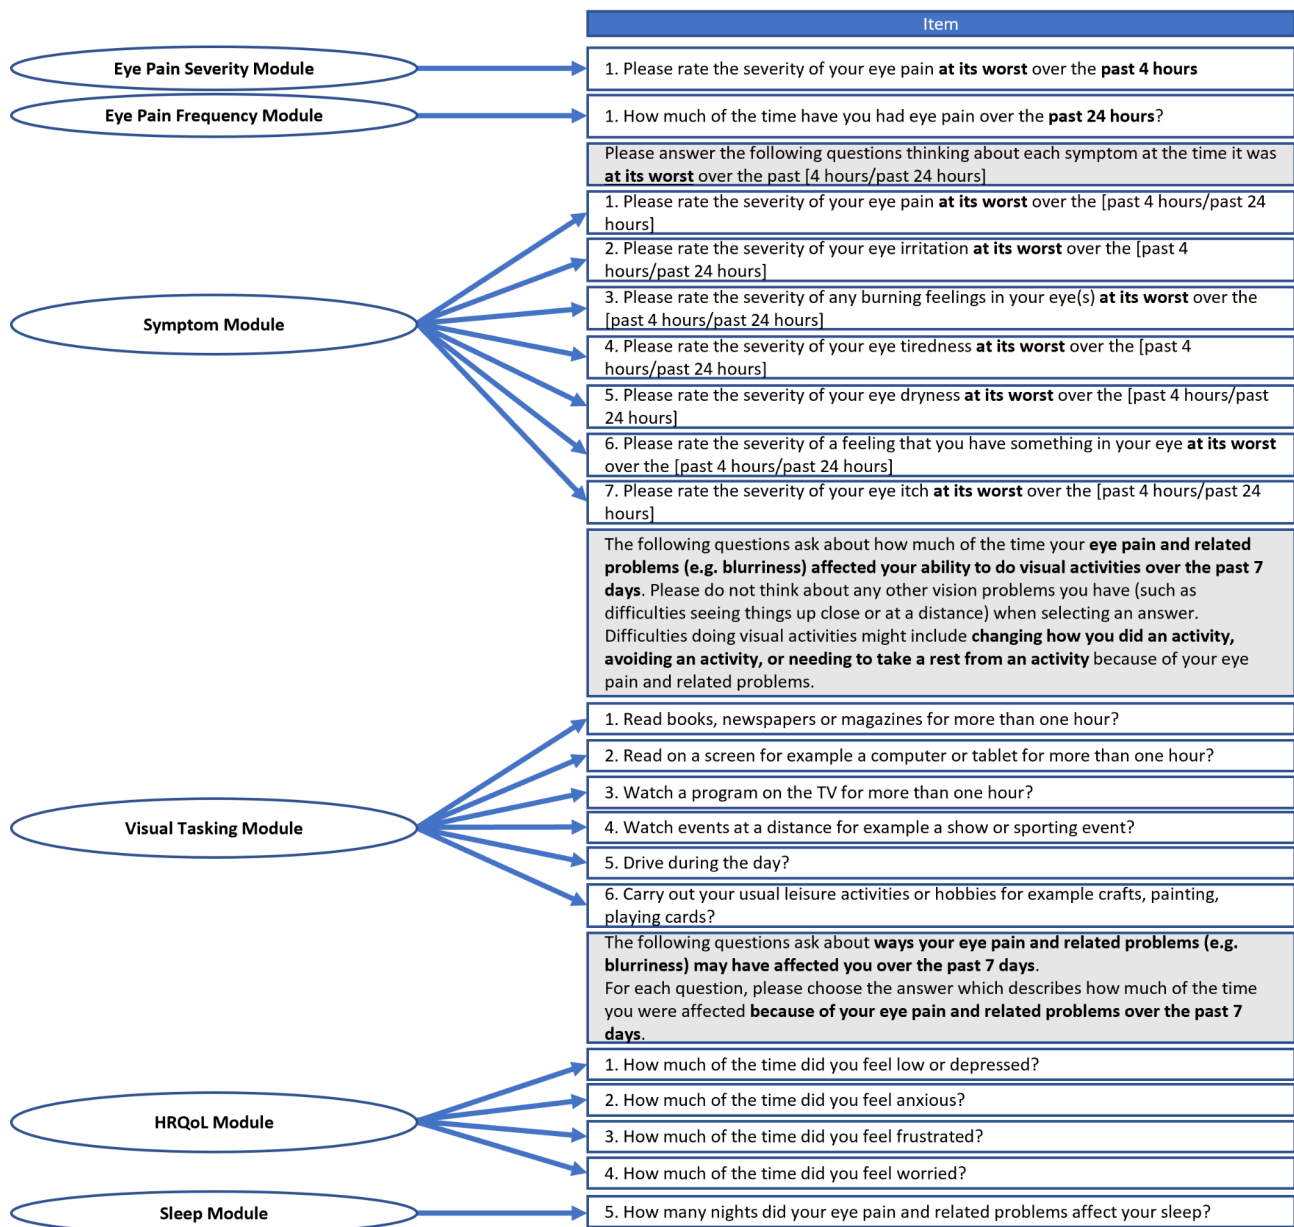 Item
Eye Pain Severity Module
1. Please rate the severity of your eye pain at its worst over the past 4 hours
Eye Pain Frequency Module
1. How much of the time have you had eye pain over the past 24 hours?
Please answer the following questions thinking about each symptom at the time it was
at its worst over the past [4 hours/past 24 hours]
Symptom Module
1. Please rate the severity of your eye pain at its worst over the [past 4 hours/past 24
hours]
2. Please rate the severity of your eye irritation at its worst over the [past 4
hours/past 24 hours]
3. Please rate the severity of any burning feelings in your eye(s) at its worst over the
[past 4 hours/past 24 hours]
4. Please rate the severity of your eye tiredness at its worst over the [past 4
hours/past 24 hours]
5. Please rate the severity of your eye dryness at its worst over the [past 4 hours/past
24 hours]
6. Please rate the severity of a feeling that you have something in your eye at its worst
over the [past 4 hours/past 24 hours]
7. Please rate the severity of your eye itch at its worst over the [past 4 hours/past 24
hours]
The following questions ask about how much of the time your eye pain and related
problems (e.g. blurriness) affected your ability to do visual activities over the past 7
days. Please do not think about any other vision problems you have (such as
difficulties seeing things up close or at a distance) when selecting an answer.
Difficulties doing visual activities might include changing how you did an activity,
avoiding an activity, or needing to take a rest from an activity because of your eye
pain and related problems.
Visual Tasking Module
1. Read books, newspapers or magazines for more than one hour?
2. Read on a screen for example a computer or tablet for more than one hour?
3. Watch a program on the TV for more than one hour?
4. Watch events at a distance for example a show or sporting event?
5. Drive during the day?
6. Carry out your usual leisure activities or hobbies for example crafts, painting,
playing cards?
The following questions ask about ways your eye pain and related problems (e.g.
blurriness) may have affected you over the past 7 days.
For each question, please choose the answer which describes how much of the time
you were affected because of your eye pain and related problems over the past 7
days.
HRQoL Module
1. How much of the time did you feel low or depressed?
2. How much of the time did you feel anxious?
3. How much of the time did you feel frustrated?
4. How much of the time did you feel worried?
Sleep Module
5. How many nights did your eye pain and related problems affect your sleep?